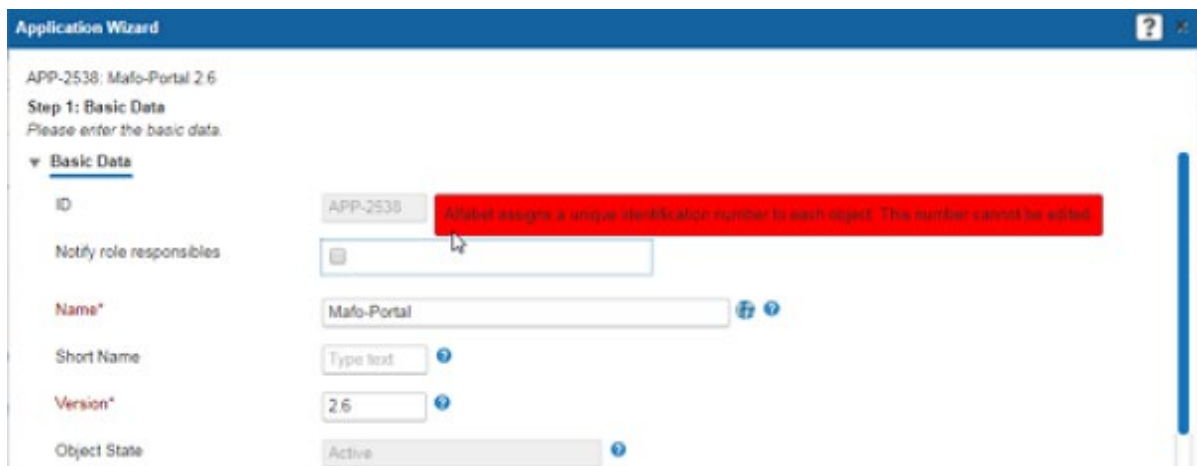 Application Wizard ?
APP-2538: Mafo-Portal 2.6
Step 1: Basic Data
Please enter the basic data.
Basic Data
ID APP-2538 Alfabet assigns a unique identification number to each object. This number cannot be edited.
Notify role responsibles
Name* Mafo-Portal ?
Short Name Type text ?
Version* 2.6 ?
Object State Active ?